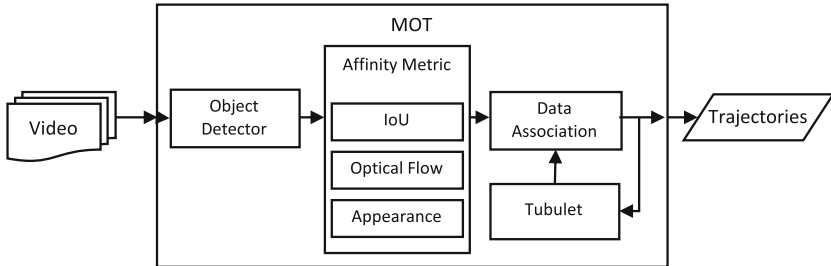 MOT
Video
Object
Detector
Affinity Metric
IoU
Optical Flow
Appearance
Data
Association
Tubulet
Trajectories